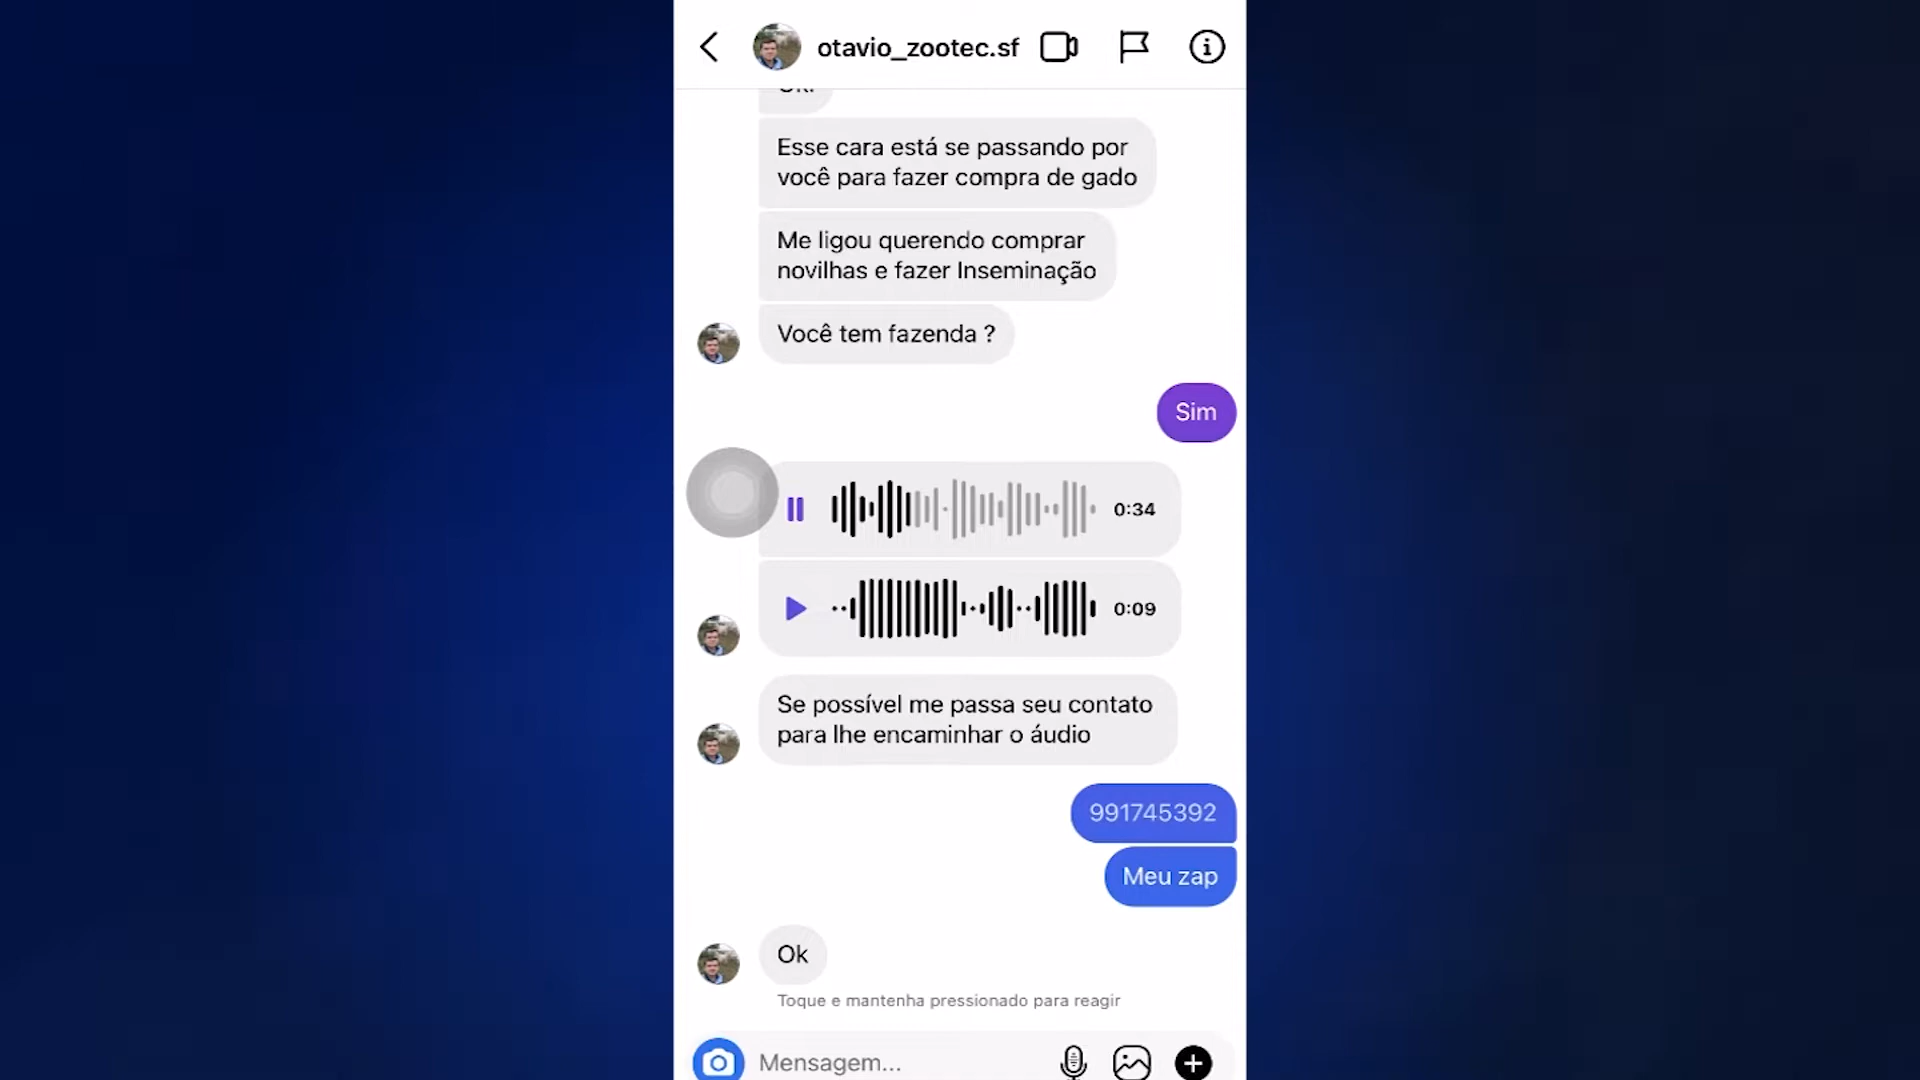 otavio_zootec.sf
Ok!
Esse cara está se passando por
você para fazer compra de gado
Me ligou querendo comprar
novilhas e fazer Inseminação
Você tem fazenda ?
Sim
0:34
0:09
Se possível me passa seu contato
para lhe encaminhar o áudio
991745392
Meu zap
Ok
Toque e mantenha pressionado para reagir
Mensagem...